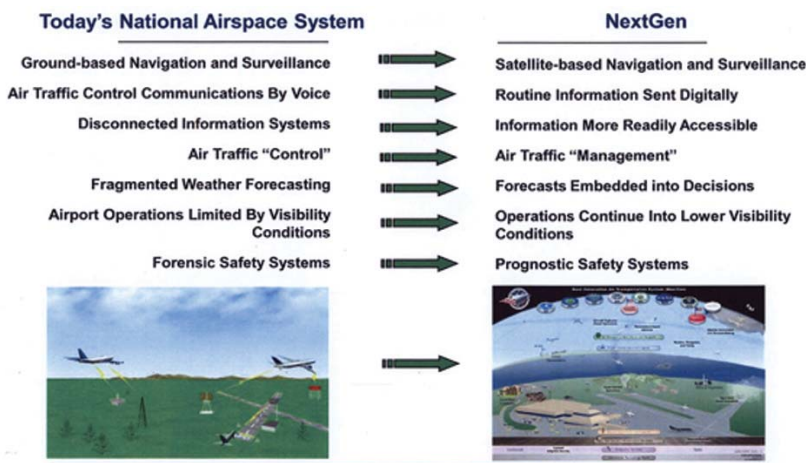 Today's National Airspace System
NextGen
Ground-based Navigation and Surveillance
Satellite-based Navigation and Surveillance
Air Traffic Control Communications By Voice
Routine Information Sent Digitally
Disconnected Information Systems
Information More Readily Accessible
Air Traffic “Control”
Air Traffic “Management”
Fragmented Weather Forecasting
Forecasts Embedded into Decisions
Airport Operations Limited By Visibility
Conditions
Operations Continue Into Lower Visibility
Conditions
Forensic Safety Systems
Prognostic Safety Systems